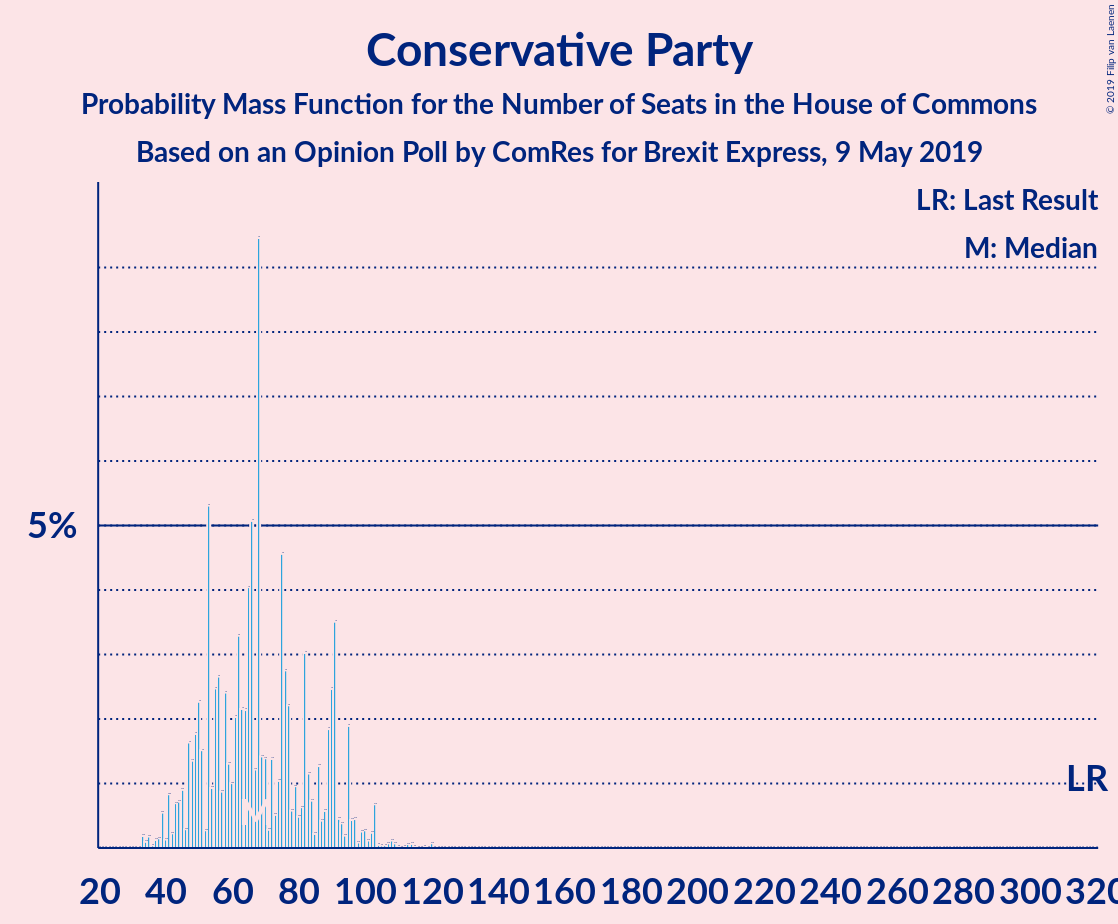 Conservative Party
Probability Mass Function for the Number of Seats in the House of Commons
Based on an Opinion Poll by ComRes for Brexit Express, 9 May 2019
© 2019 Filip van Laenen
LR: Last Result
M: Median
5%
LR
20 40 60 80 100 120 140 160 180 200 220 240 260 280 300 320